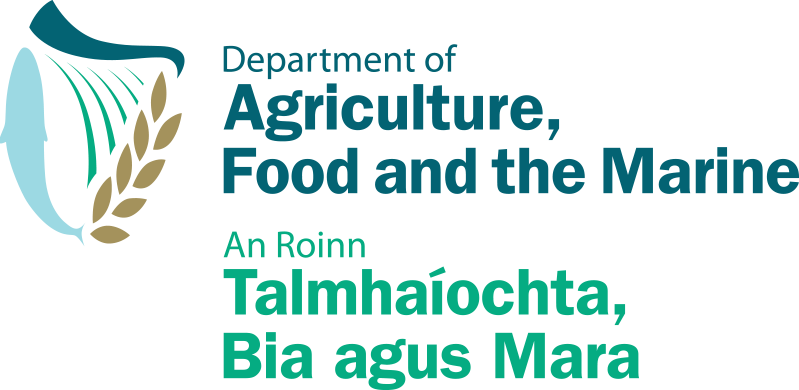 Department of
Agriculture,
Food and the Marine
An Roinn
Talmhaíochta,
Bia agus Mara